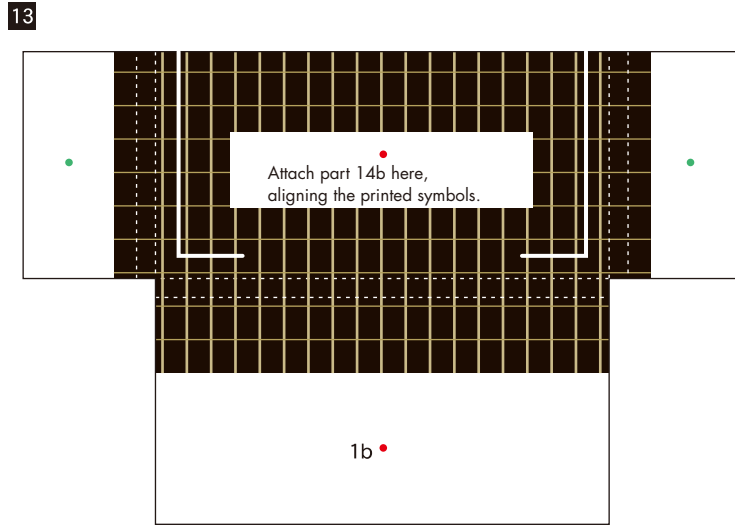 13
Attach part 14b here,
aligning the printed symbols.
1b